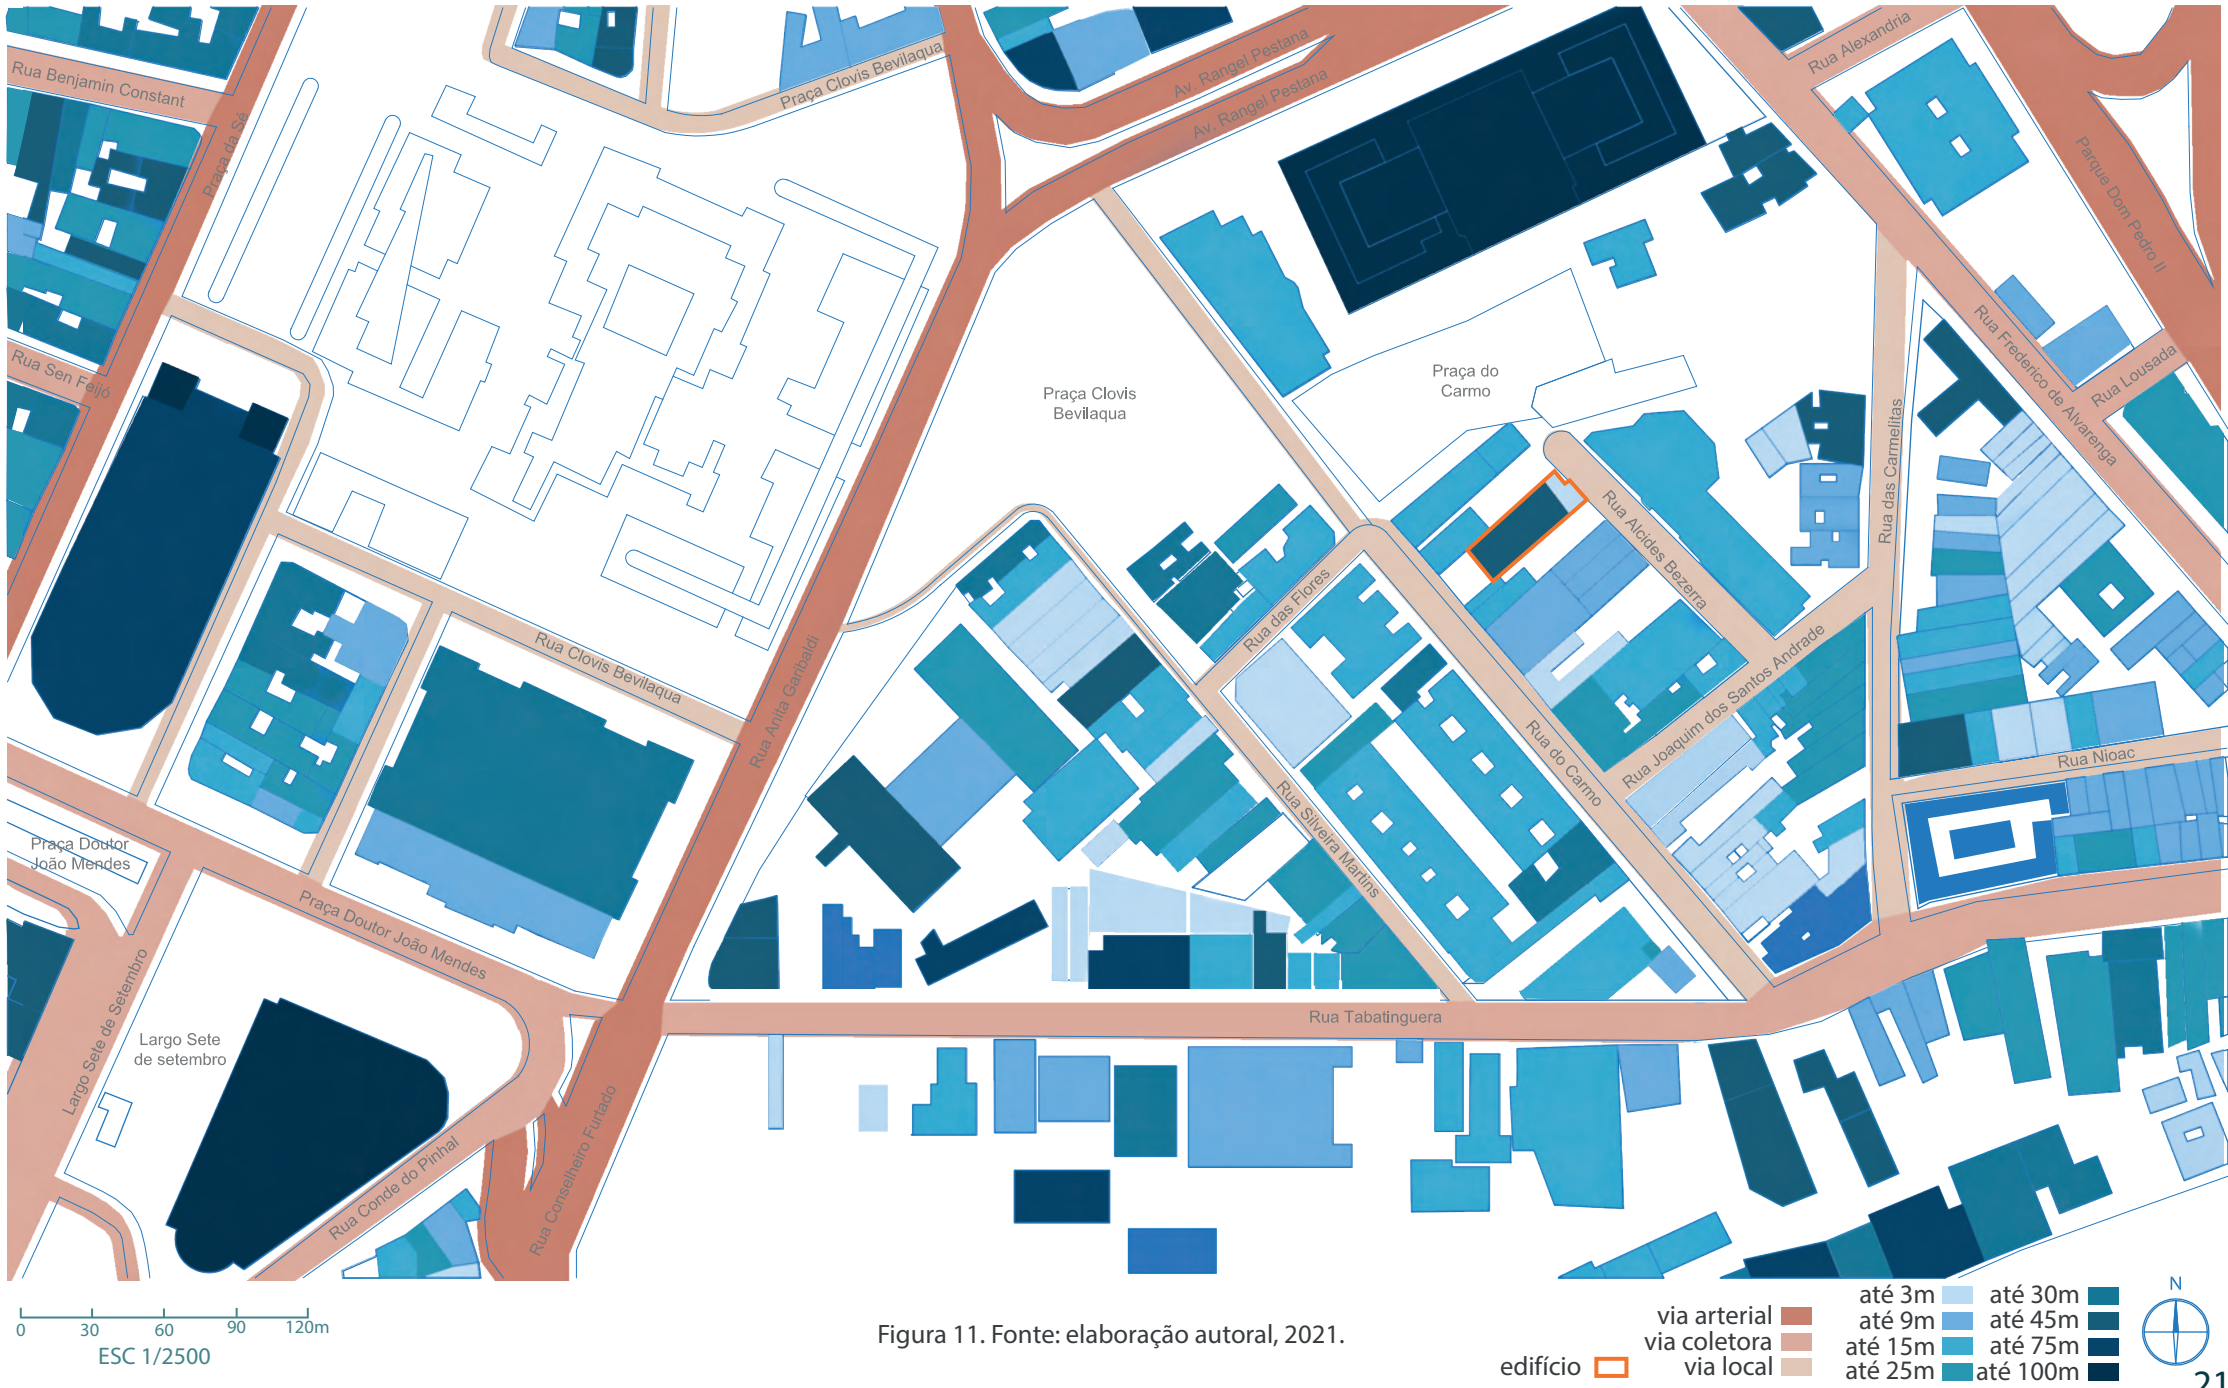 Rua Benjamin Constant
Praça da Sé
Praça Clovis Bevilaqua
Av. Rangel Pestana
Av. Rangel Pestana
Rua Alexandria
Parque Dom Pedro II
Rua Sen Feijó
Praça Clovis
Bevilaqua
Praça do
Carmo
Rua Frederico de Alvarenga
Rua Lousada
Rua das Carmelitas
Rua Alcides Bezerra
Rua das Flores
Rua Clovis Bevilaqua
Rua Anita Garibaldi
Rua Joaquim dos Santos Andrade
Rua do Carmo
Rua Silveira Martins
Rua Nioac
Praça Doutor
João Mendes
Praça Doutor João Mendes
Largo Sete de Setembro
Largo Sete
de setembro
Rua Tabatinguera
Rua Conde do Pinhal
Rua Conselheiro Furtado
0 30 60 90 120m
ESC 1/2500
Figura 11. Fonte: elaboração autoral, 2021.
edifício
via arterial
via coletora
via local
até 3m
até 9m
até 15m
até 25m
até 30m
até 45m
até 75m
até 100m
N
21